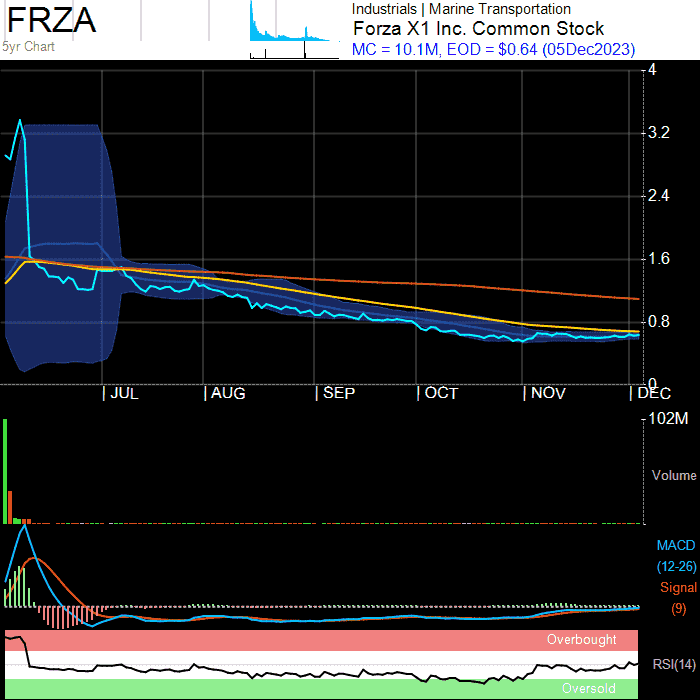 FRZA
5yr Chart
Industrials | Marine Transportation
Forza X1 Inc. Common Stock
MC = 10.1M, EOD = $0.64 (05Dec2023)
4
3.2
2.4
1.6
0.8
0
| JUL | AUG | SEP | OCT | NOV | DEC
102M
Volume
MACD
(12-26)
Signal
(9)
Overbought
RSI(14)
Oversold